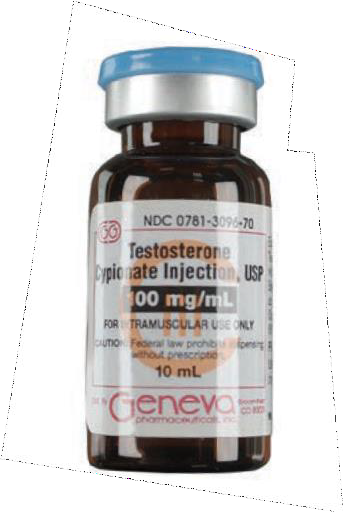 NDC 0781-3096-70
Testosterone
Cypionate Injection, USP
100 mg/mL
FOR INTRAMUSCULAR USE ONLY
CAUTION: Federal law prohibits dispensing
without prescription.
10 mL
Geneva
pharmaceuticals, inc.